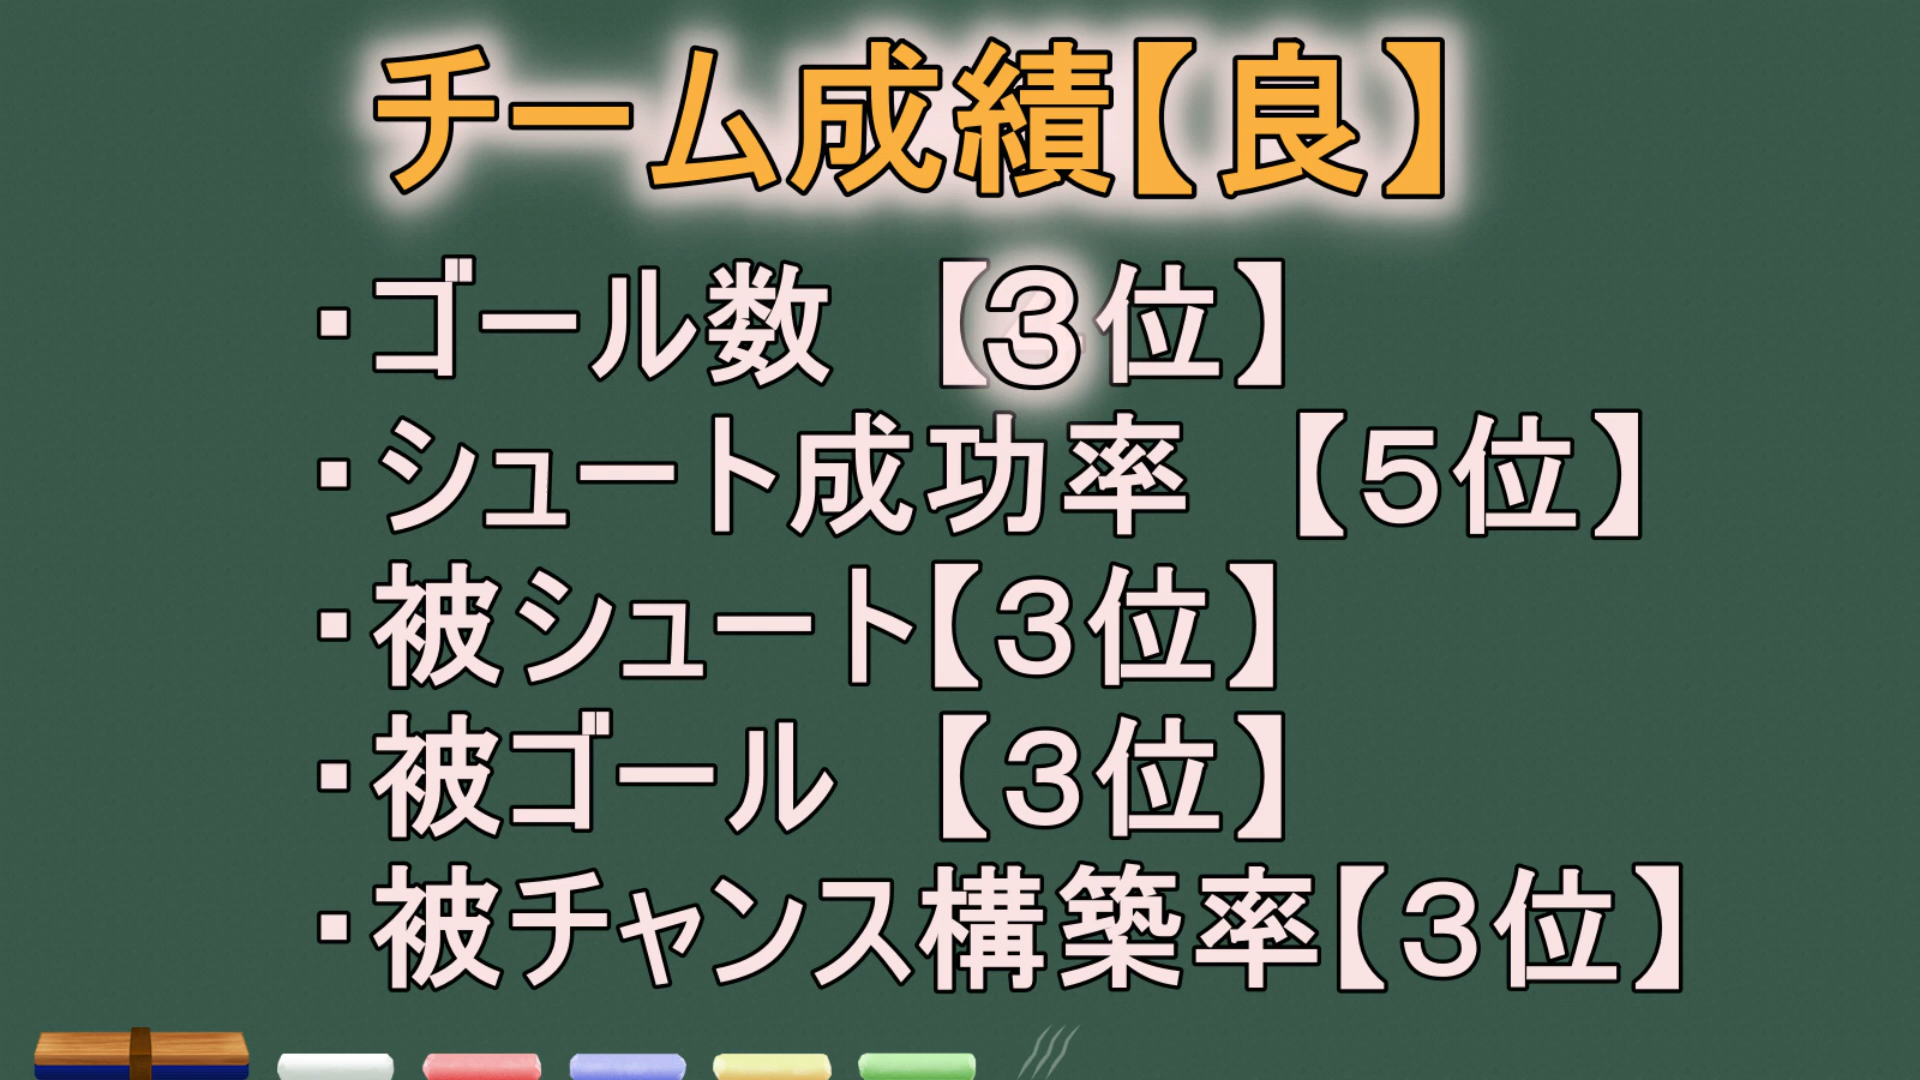 チーム成績【良】
・ゴール数 【3位】
・シュート成功率 【5位】
・被シュート【3位】
・被ゴール 【3位】
・被チャンス構築率【3位】